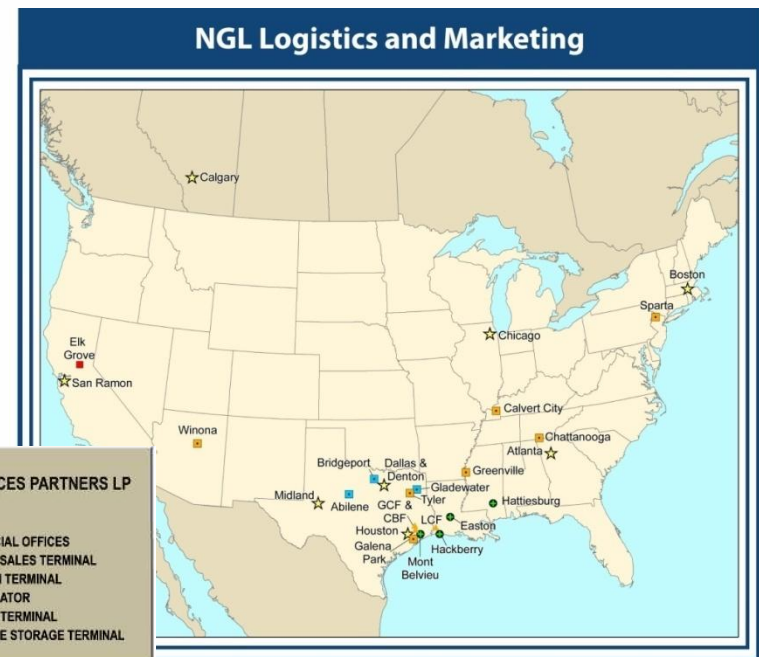 NGL Logistics and Marketing
Calgary
Boston
Sparta
Chicago
Elk
Grove
San Ramon
Calvert City
Winona
Chattanooga
Atlanta
Bridgeport
Dallas &
Denton
Greenville
Gladewater
Midland
Abilene
Tyler
Hattiesburg
GCF &
CBF
LCF
Easton
Houston
Hackberry
Galena
Park
Mont
Belvieu
CES PARTNERS LP
IAL OFFICES
SALES TERMINAL
TERMINAL
ATOR
TERMINAL
E STORAGE TERMINAL